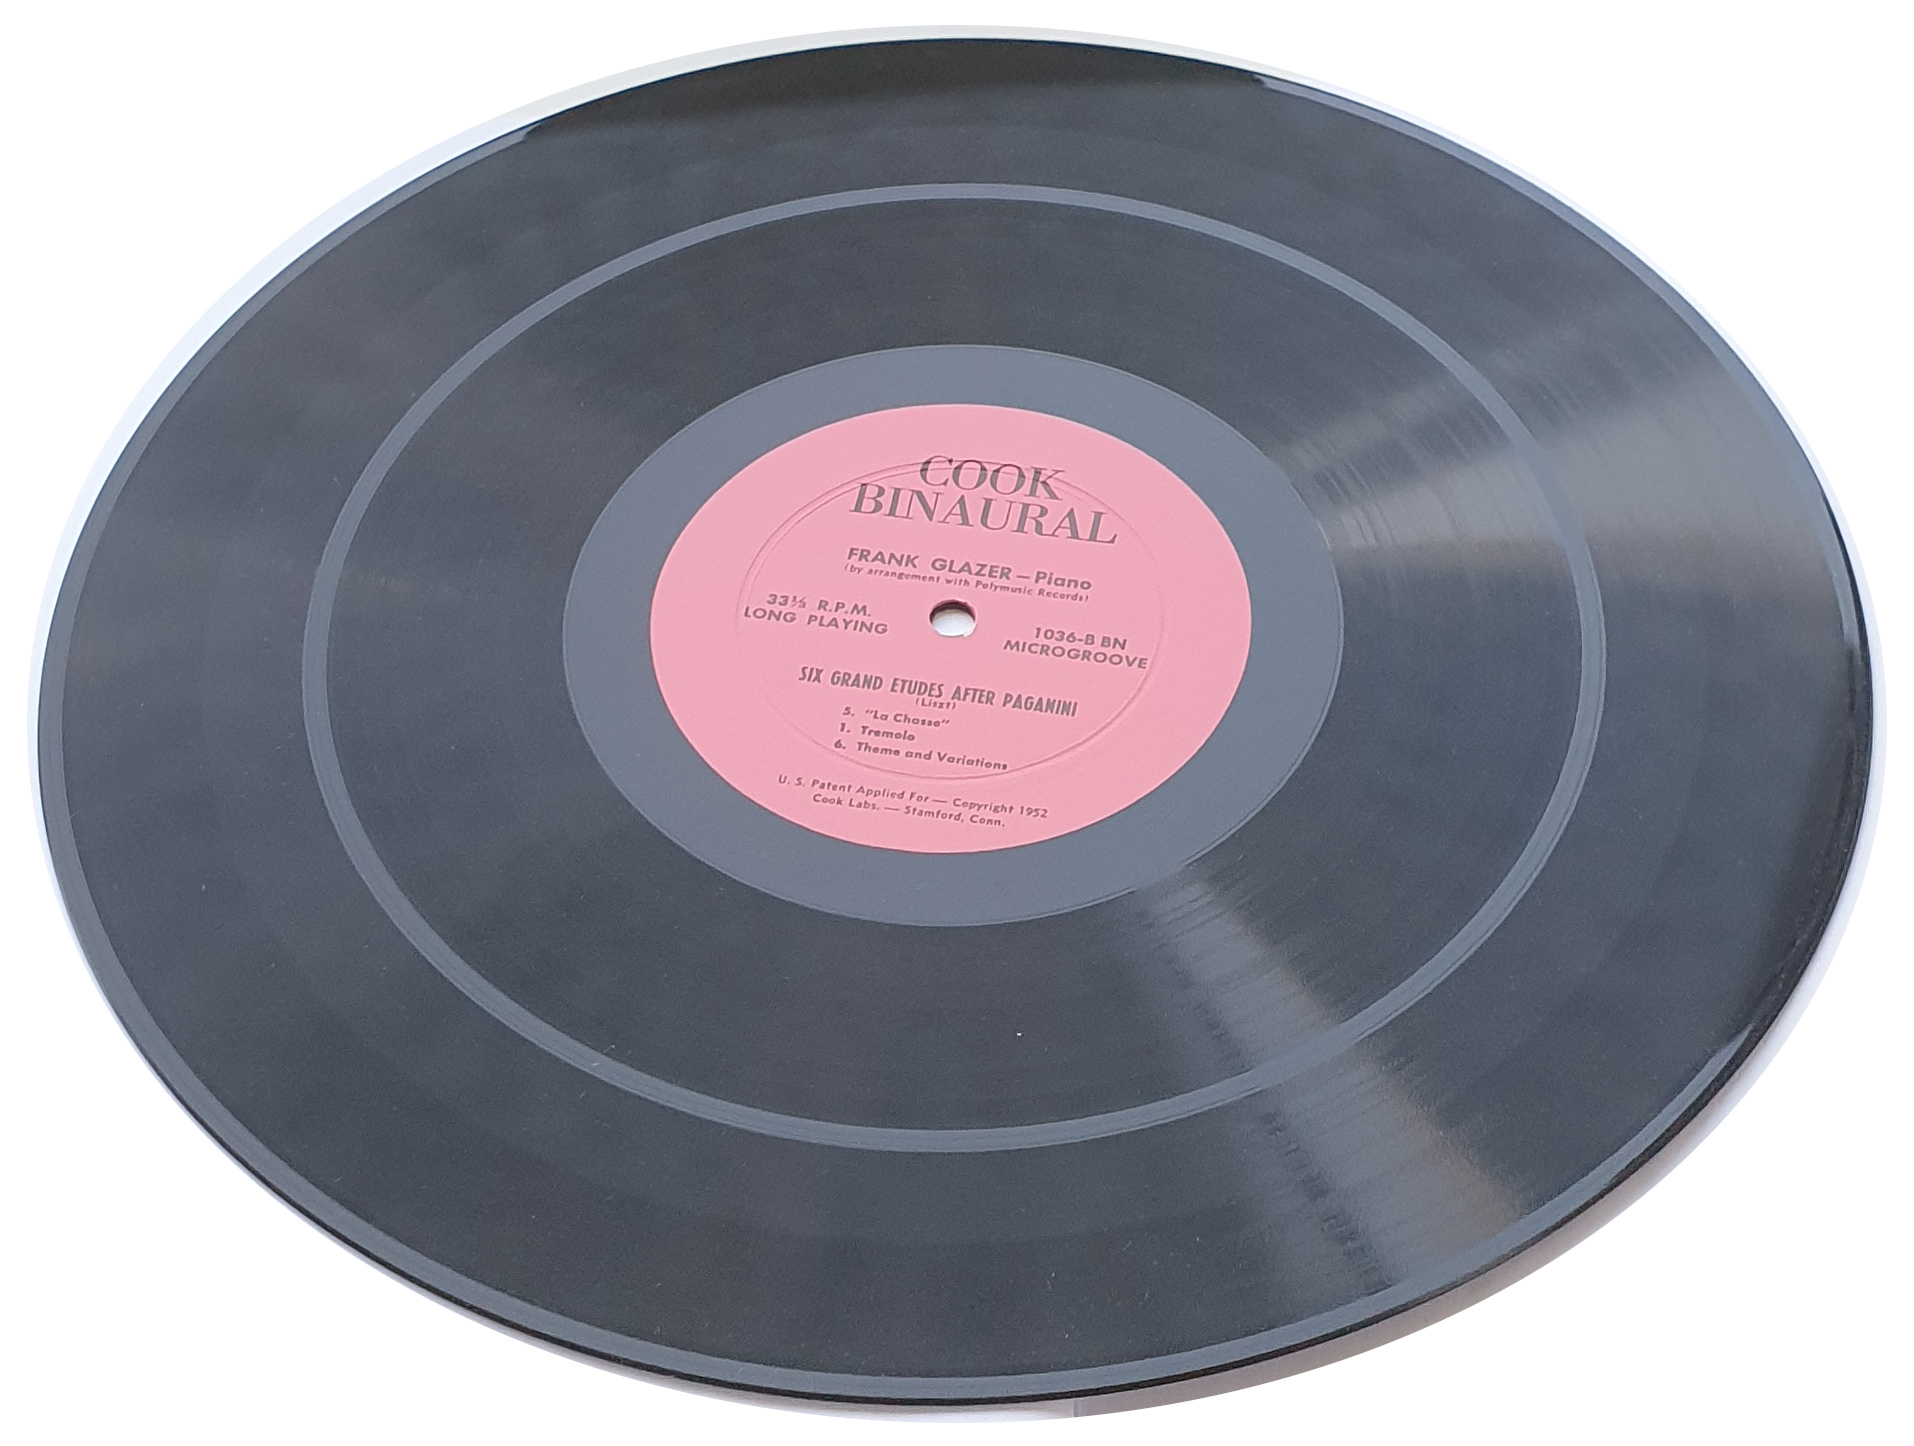 COOK
BINAURAL
FRANK GLAZER – Piano
(by arrangement with Polymusic Records)
33⅓ R.P.M.
LONG PLAYING
1036-B BN
MICROGROOVE
SIX GRAND ETUDES AFTER PAGANINI
(Liszt)
5. "La Chasse"
1. Tremolo
6. Theme and Variations
U. S. Patent Applied For — Copyright 1952
Cook Labs. — Stamford, Conn.